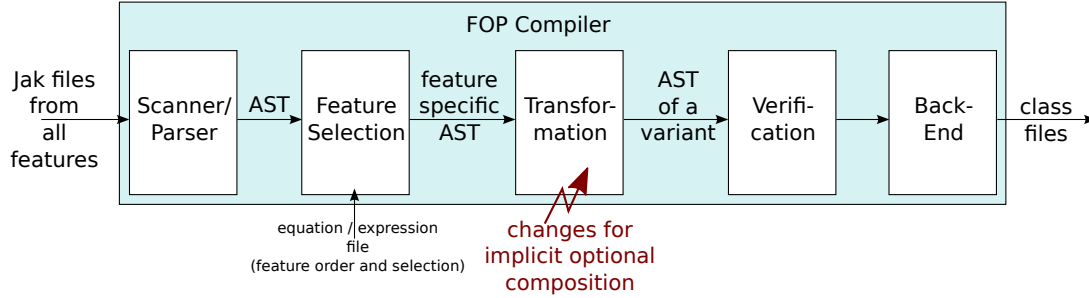 FOP Compiler
Jak files
from
all
features
Scanner/
Parser
AST
Feature
Selection
feature
specific
AST
Transfor-
mation
AST
of a
variant
Verifi-
cation
Back-
End
class
files
equation / expression
file
(feature order and selection)
changes for
implicit optional
composition